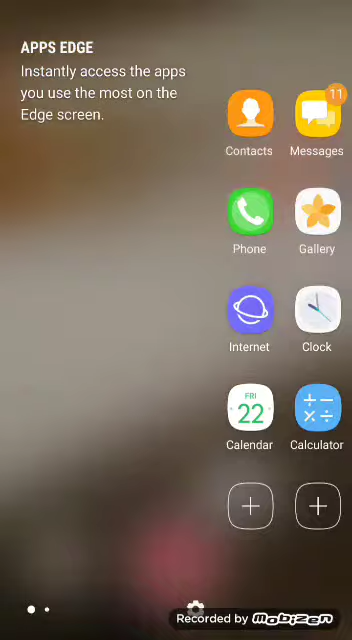 APPS EDGE
Instantly access the apps
you use the most on the
Edge screen.
11
Contacts Messages
Phone Gallery
Internet Clock
FRI
22
Calendar Calculator
Recorded by Mobizen